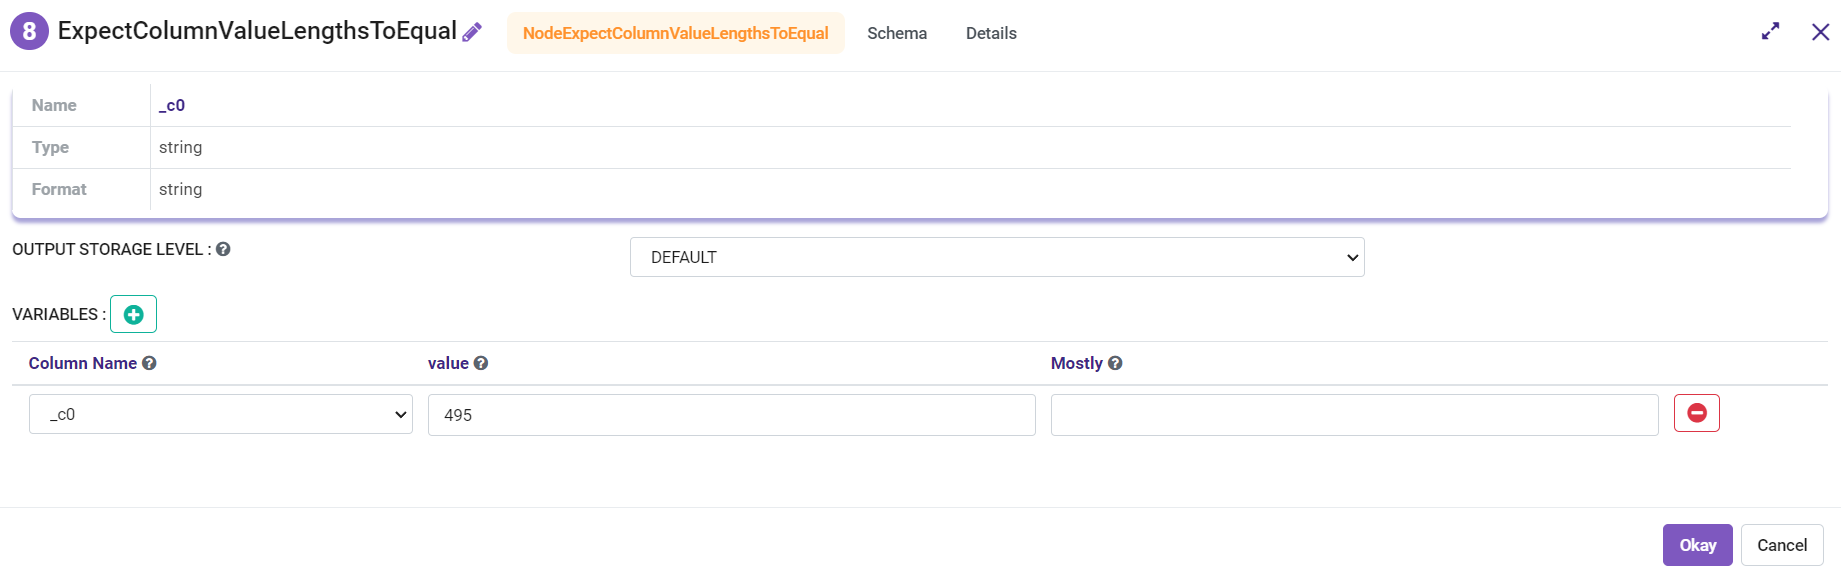 8 ExpectColumnValueLengthsToEqual NodeExpectColumnValueLengthsToEqual Schema Details
Name _c0
Type string
Format string
OUTPUT STORAGE LEVEL : DEFAULT
VARIABLES :
Column Name value Mostly
_c0 495
Okay Cancel